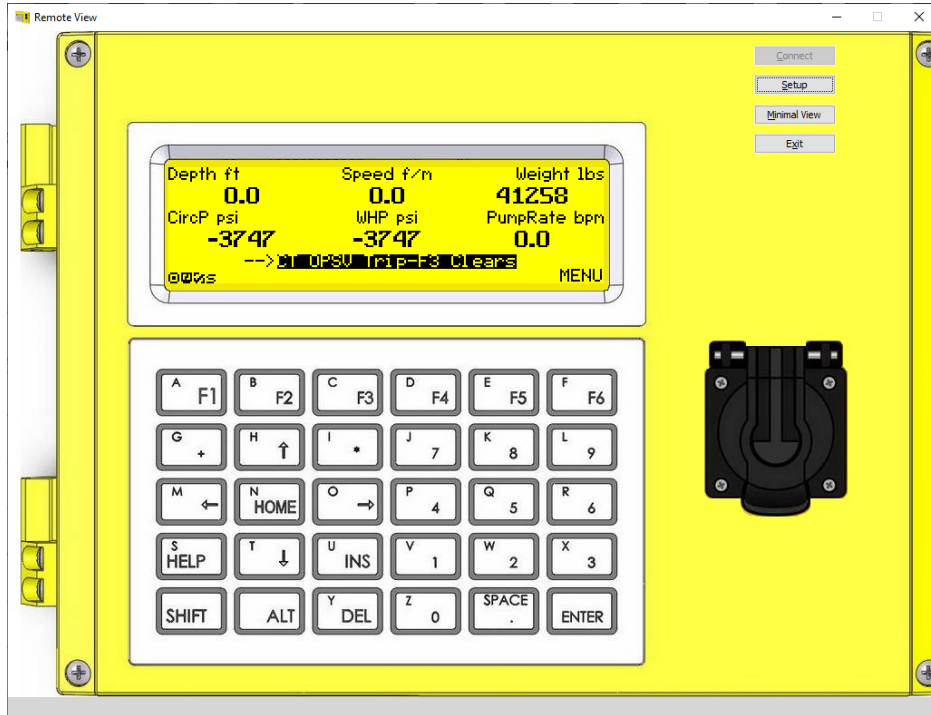 Remote View
Connect
Setup
Minimal View
Exit
Depth ft Speed f/m Weight lbs
0.0 0.0 41258
CircP psi WHP psi PumpRate bpm
-3747 -3747 0.0
-->CT OPSV Trip-F3 Clears
MENU
A F1 B F2 C F3 D F4 E F5 F F6
G + H ↑ I * J 7 K 8 L 9
M ← N HOME O → P 4 Q 5 R 6
S HELP T ↓ U INS V 1 W 2 X 3
SHIFT ALT Y DEL Z 0 SPACE . ENTER